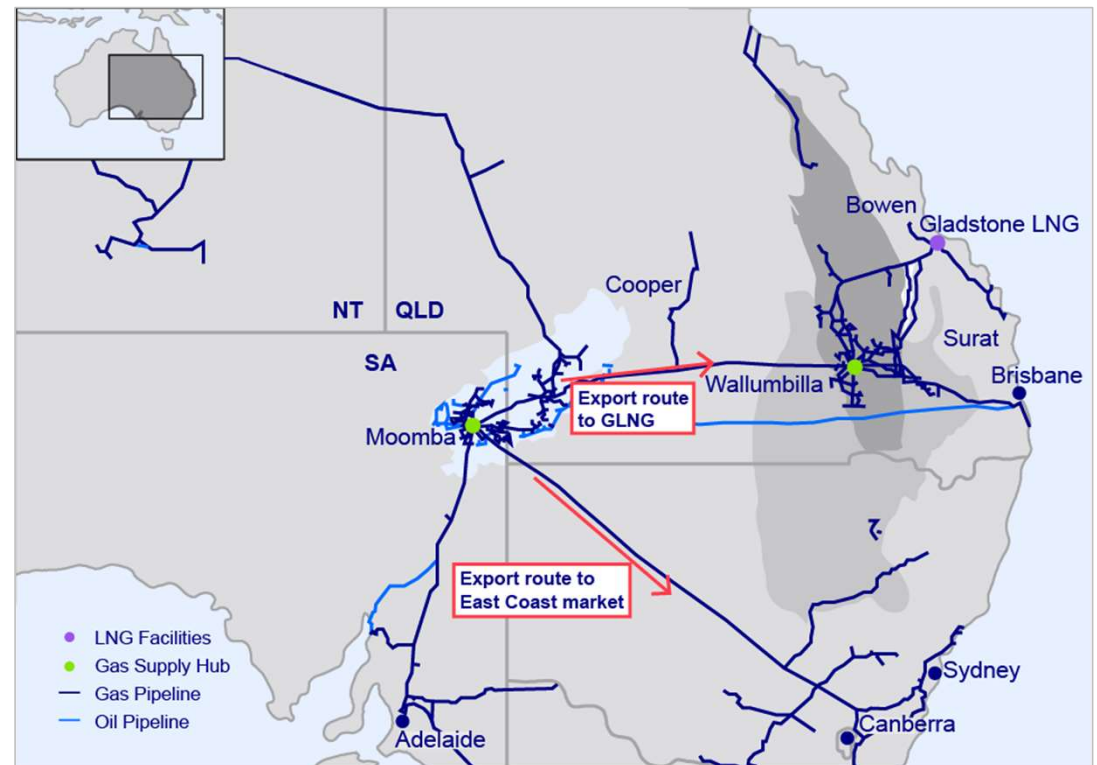 Bowen
Gladstone LNG
Cooper
NT
QLD
Surat
SA
Wallumbilla
Brisbane
Export route
to GLNG
Moomba
Export route to
East Coast market
LNG Facilities
Gas Supply Hub
Gas Pipeline
Oil Pipeline
Sydney
Canberra
Adelaide